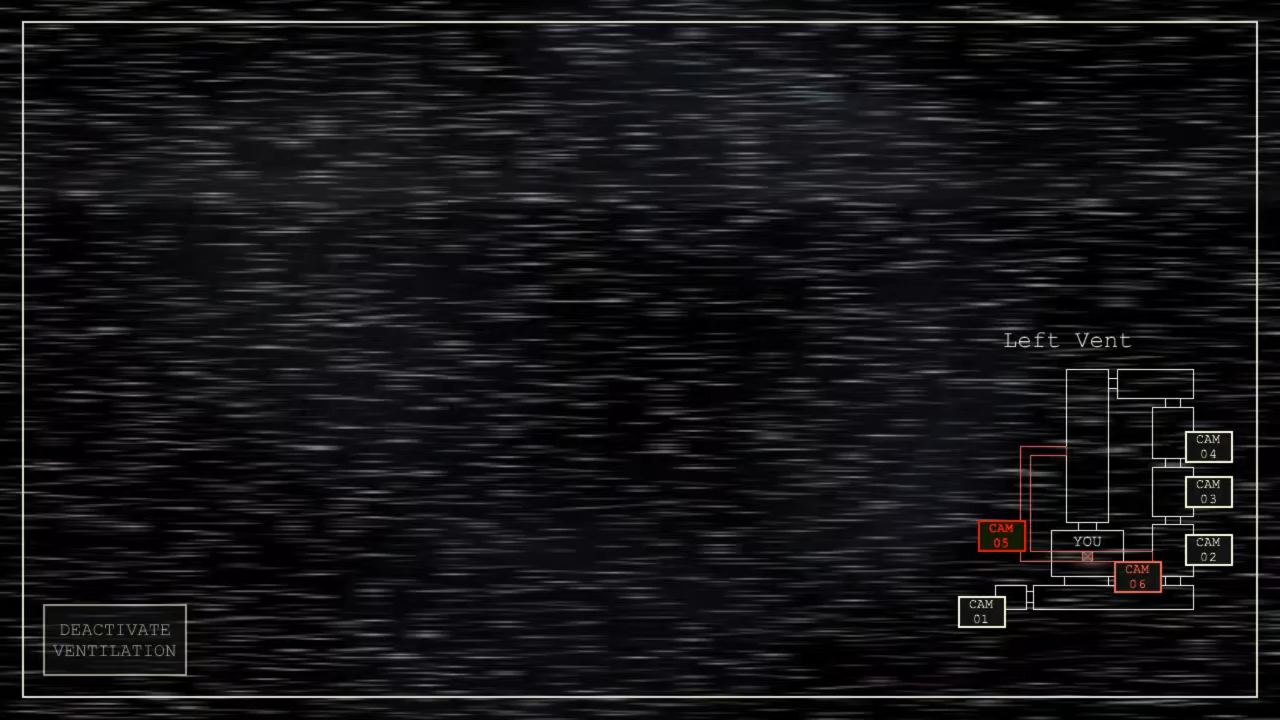 Left Vent
CAM
04
CAM
03
CAM
05
YOU
CAM
02
CAM
06
CAM
01
DEACTIVATE
VENTILATION